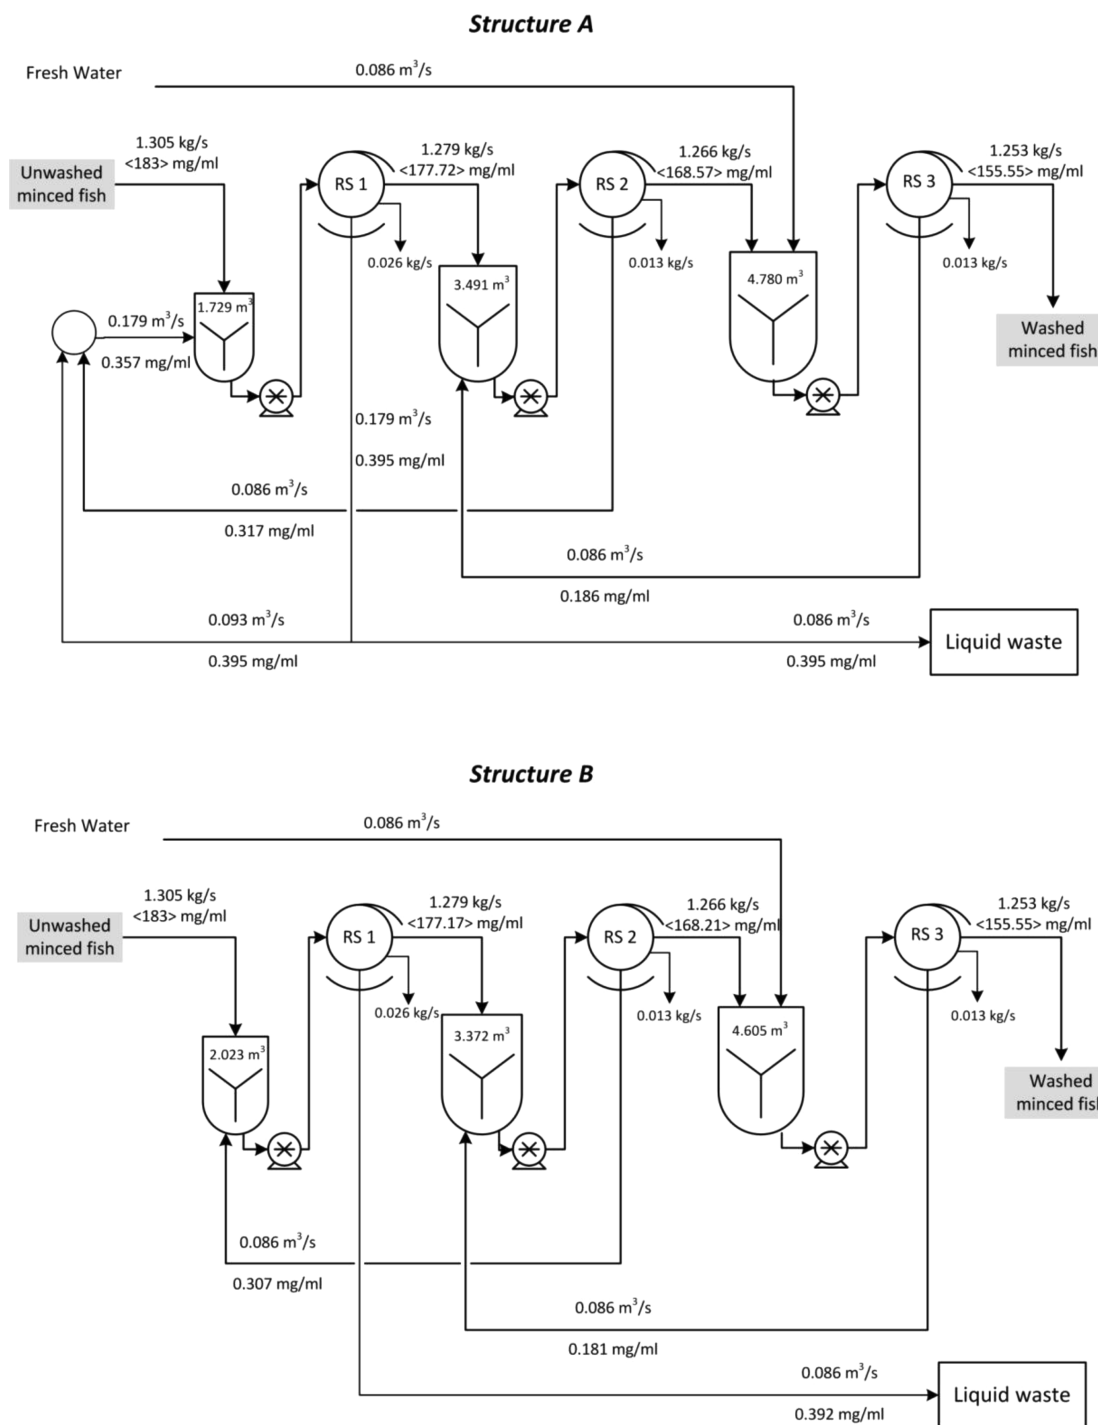 Structure A
Fresh Water
0.086 m³/s
1.305 kg/s
<183> mg/ml
Unwashed
minced fish
RS 1
1.279 kg/s
<177.72> mg/ml
RS 2
1.266 kg/s
<168.57> mg/ml
RS 3
1.253 kg/s
<155.55> mg/ml
0.026 kg/s
0.013 kg/s
0.013 kg/s
1.729 m³
3.491 m³
4.780 m³
0.179 m³/s
0.357 mg/ml
Washed
minced fish
0.179 m³/s
0.395 mg/ml
0.086 m³/s
0.317 mg/ml
0.086 m³/s
0.186 mg/ml
0.093 m³/s
0.395 mg/ml
0.086 m³/s
0.395 mg/ml
Liquid waste
Structure B
Fresh Water
0.086 m³/s
1.305 kg/s
<183> mg/ml
Unwashed
minced fish
RS 1
1.279 kg/s
<177.17> mg/ml
RS 2
1.266 kg/s
<168.21> mg/ml
RS 3
1.253 kg/s
<155.55> mg/ml
0.026 kg/s
0.013 kg/s
0.013 kg/s
2.023 m³
3.372 m³
4.605 m³
Washed
minced fish
0.086 m³/s
0.307 mg/ml
0.086 m³/s
0.181 mg/ml
0.086 m³/s
0.392 mg/ml
Liquid waste